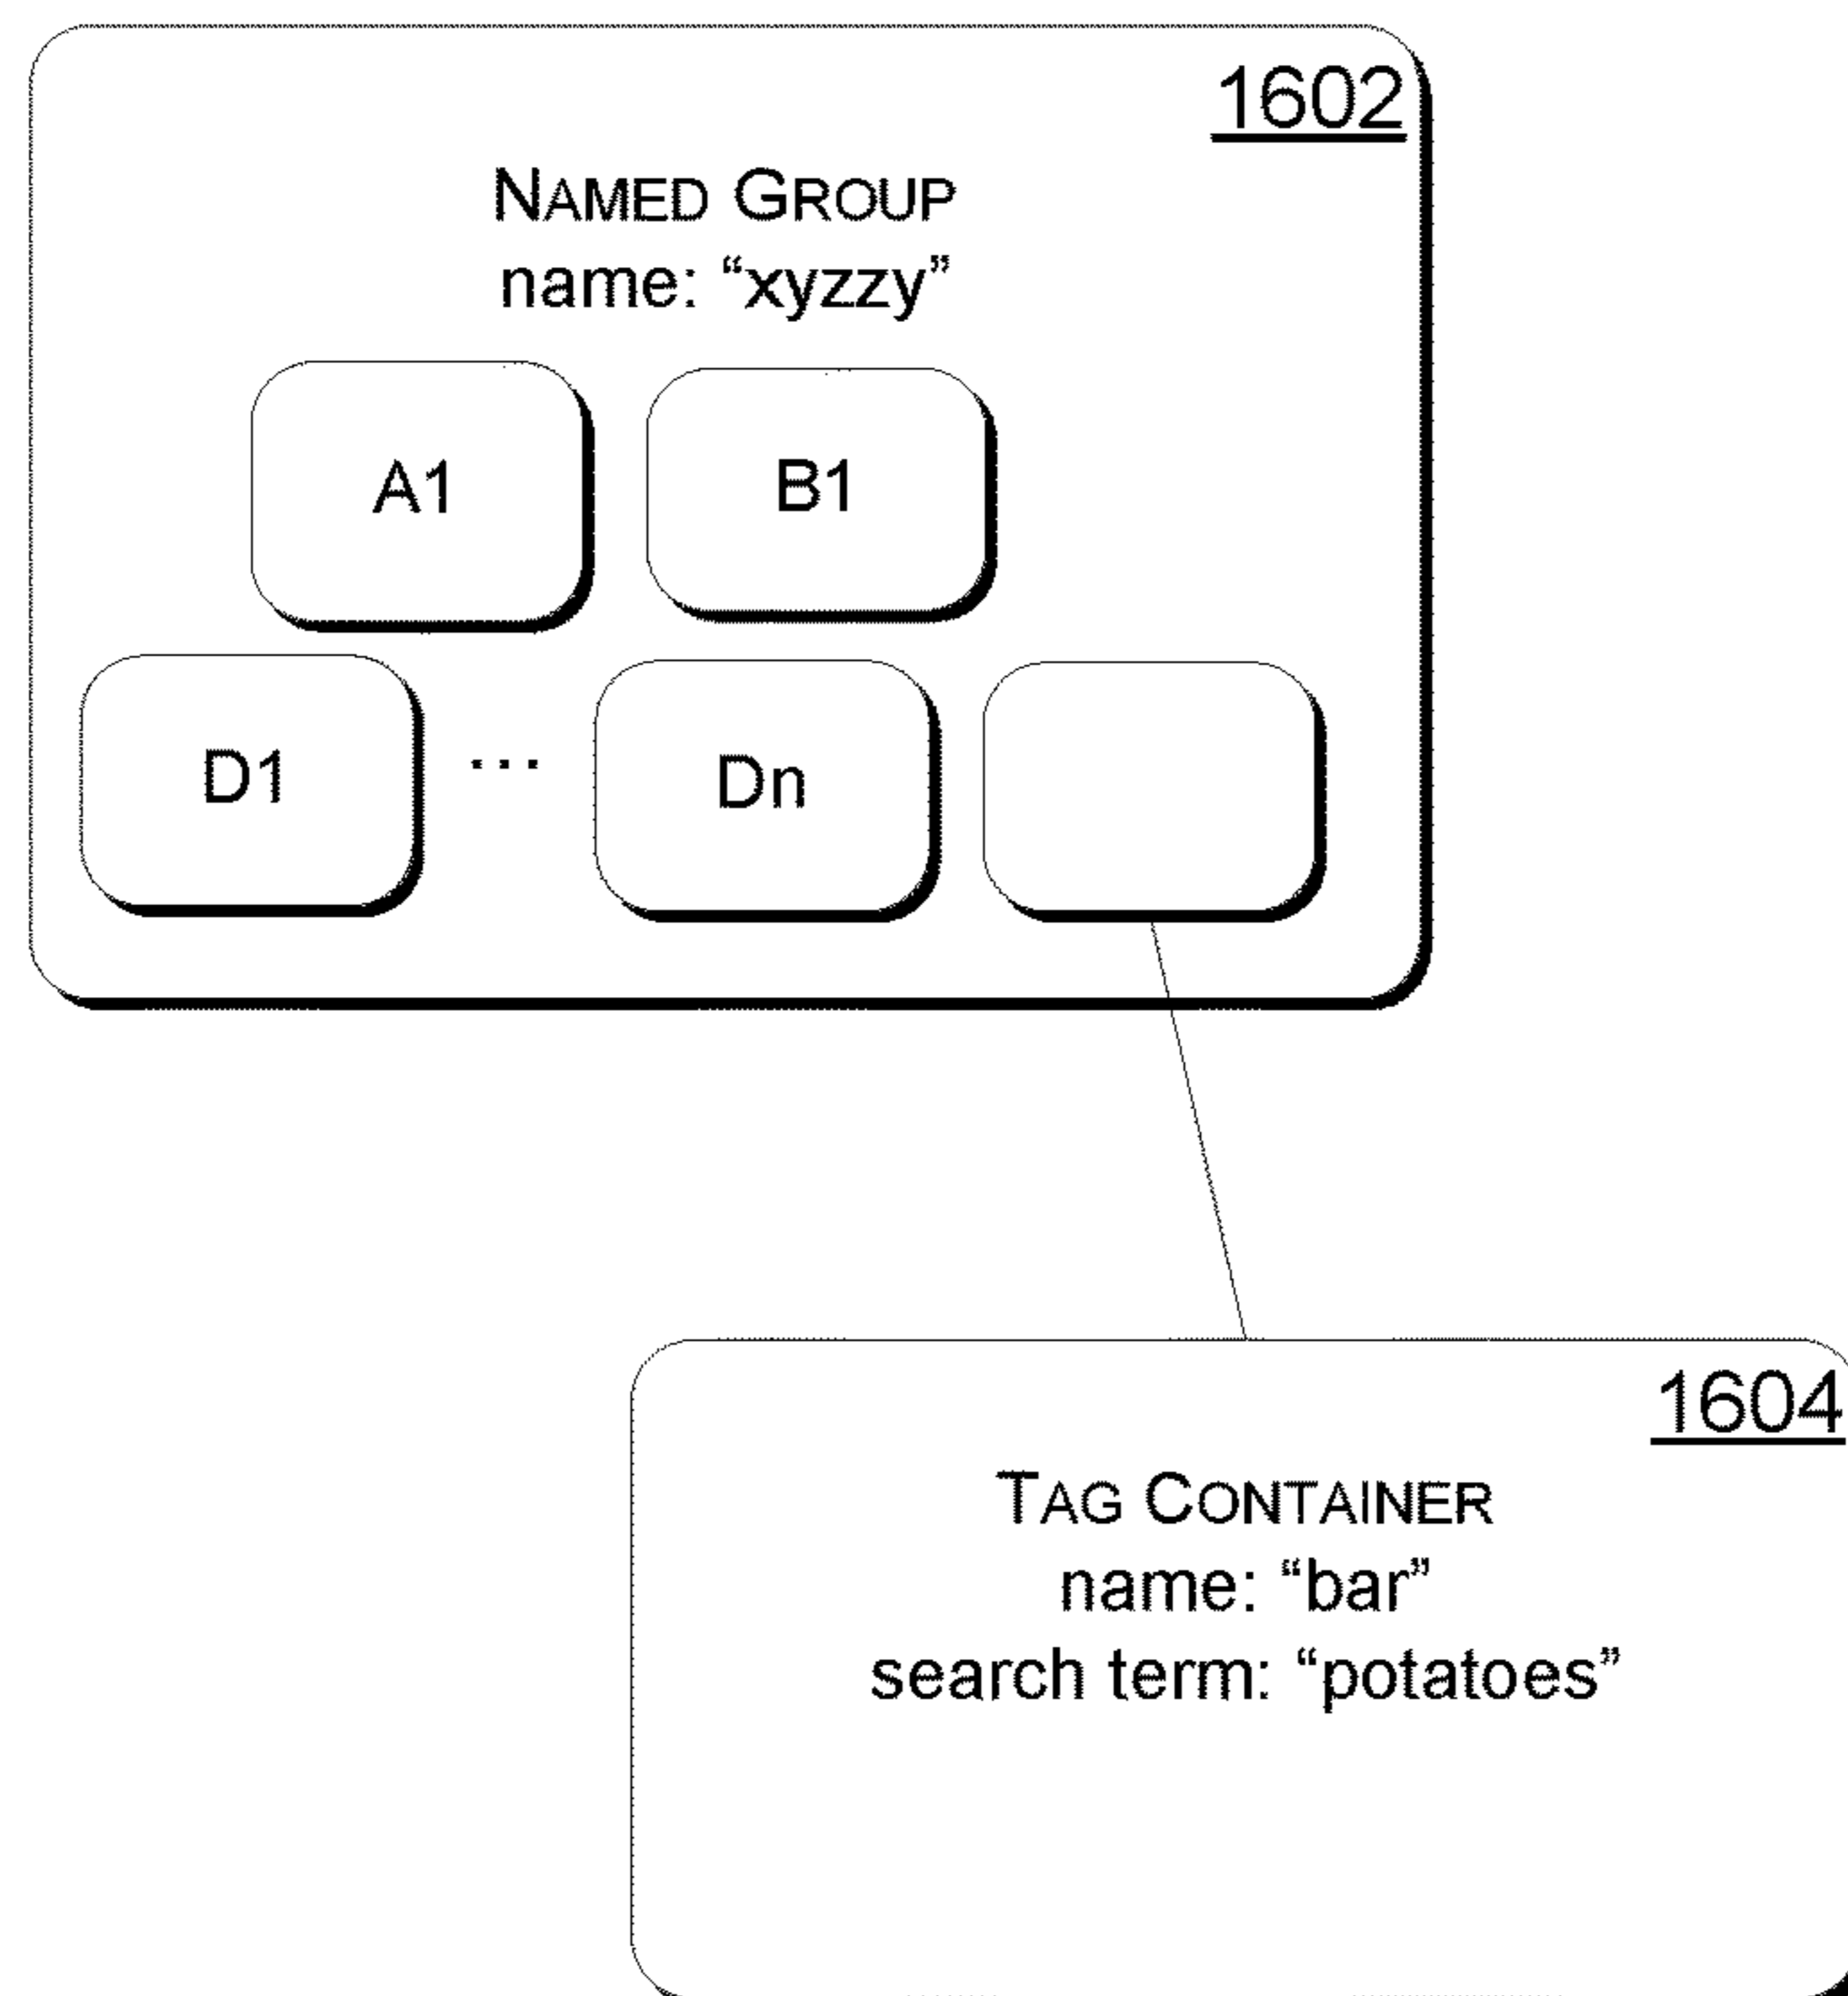 1602
NAMED GROUP
name: “xyzzy”
A1 B1
D1 ... Dn
1604
TAG CONTAINER
name: “bar”
search term: “potatoes”